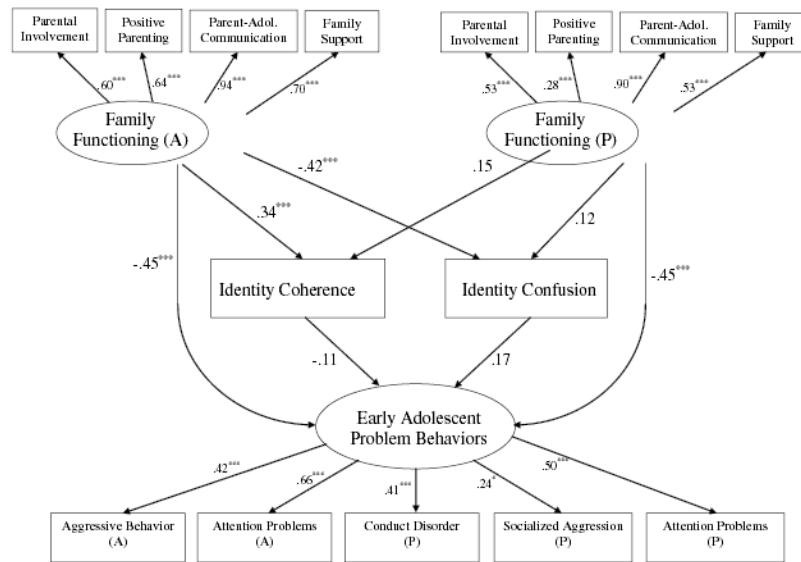 Parental
Involvement
Positive
Parenting
Parent-Adol.
Communication
Family
Support
Parental
Involvement
Positive
Parenting
Parent-Adol.
Communication
Family
Support
.60***
.64***
.94***
.70***
.53***
.28***
.90***
.53***
Family
Functioning (A)
Family
Functioning (P)
-.42***
.15
.34***
.12
-.45***
-.45***
Identity Coherence
Identity Confusion
-.11
.17
Early Adolescent
Problem Behaviors
.42***
.66***
.41***
.24*
.50***
Aggressive Behavior
(A)
Attention Problems
(A)
Conduct Disorder
(P)
Socialized Aggression
(P)
Attention Problems
(P)